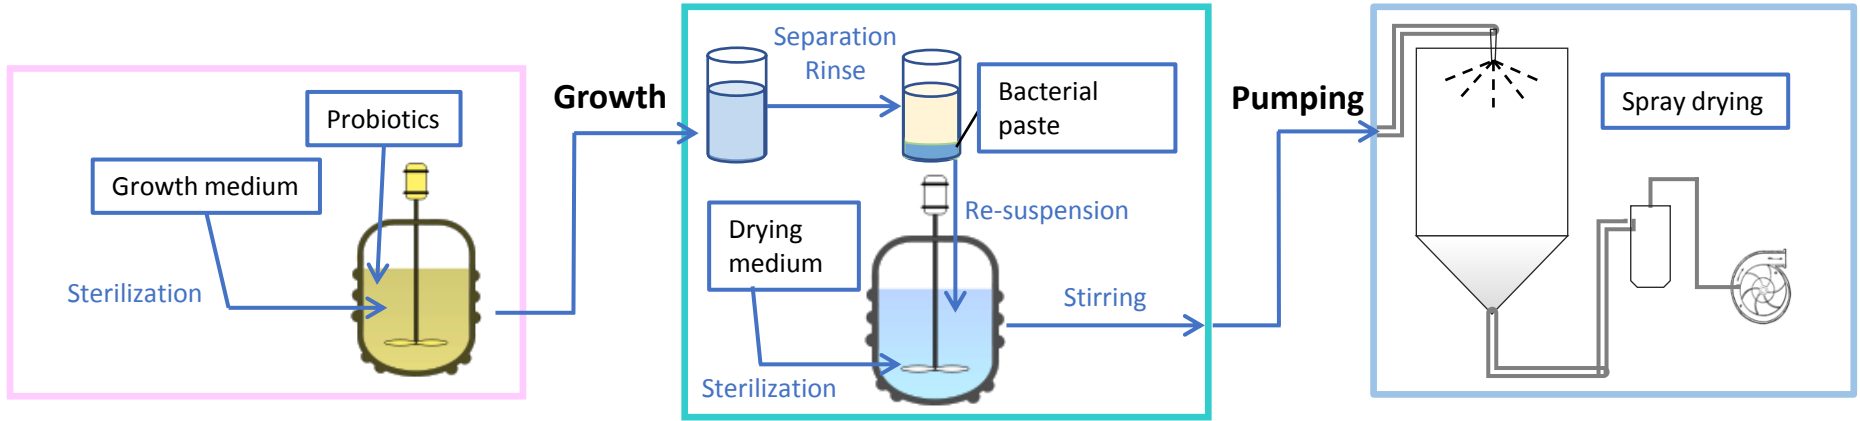 Probiotics
Growth medium
Sterilization
Growth
Separation
Rinse
Bacterial
paste
Re-suspension
Drying
medium
Stirring
Sterilization
Pumping
Spray drying